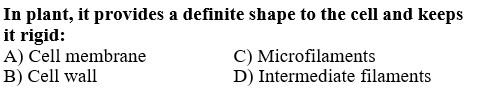 In plant, it provides a definite shape to the cell and keeps
it rigid:
A) Cell membrane C) Microfilaments
B) Cell wall D) Intermediate filaments